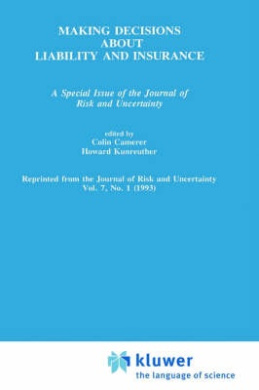 MAKING DECISIONS
ABOUT
LIABILITY AND INSURANCE
A Special Issue of the Journal of
Risk and Uncertainty
edited by
Colin Camerer
Howard Kunreuther
Reprinted from the Journal of Risk and Uncertainty
Vol. 7, No. 1 (1993)
kluwer
the language of science